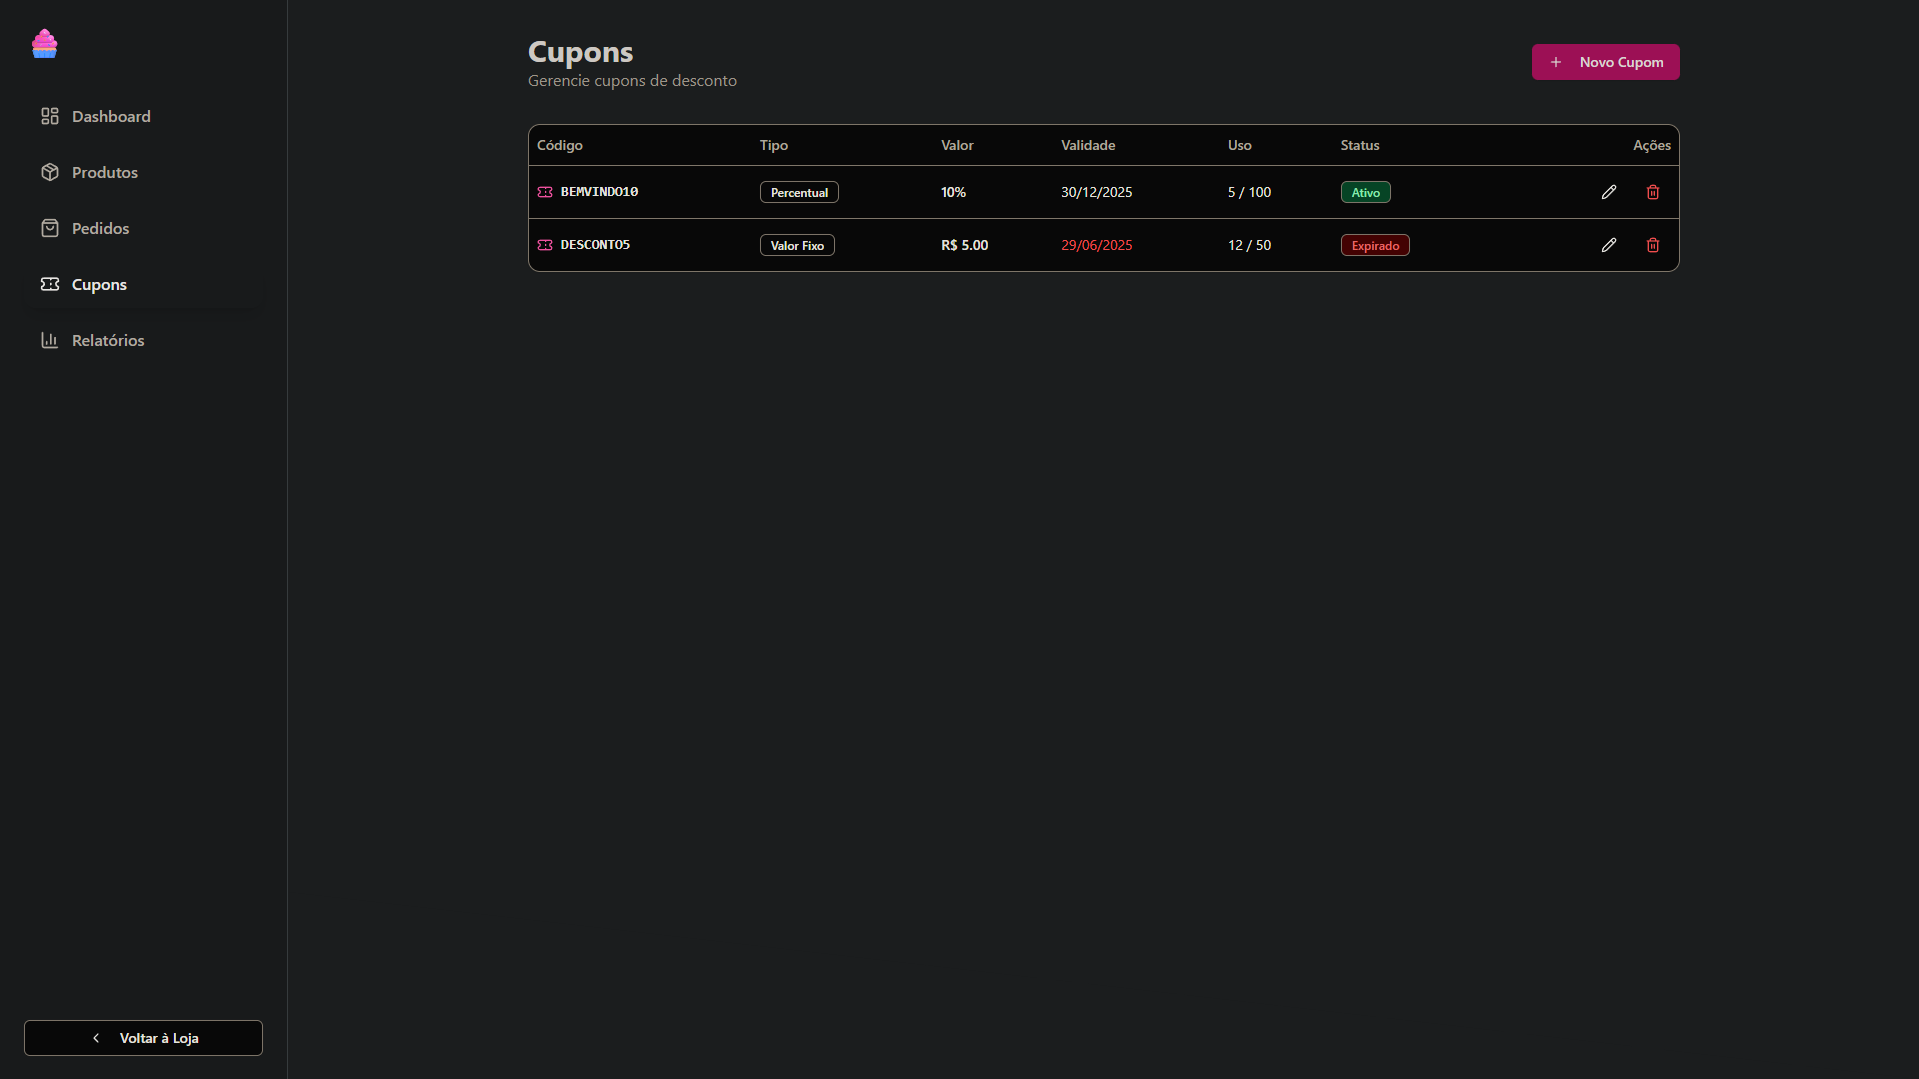 Dashboard
Produtos
Pedidos
Cupons
Relatórios
Voltar à Loja
Cupons
Gerencie cupons de desconto
Novo Cupom
Código Tipo Valor Validade Uso Status Ações
BEMVINDO10 Percentual 10% 30/12/2025 5 / 100 Ativo
DESCONTO5 Valor Fixo R$ 5.00 29/06/2025 12 / 50 Expirado